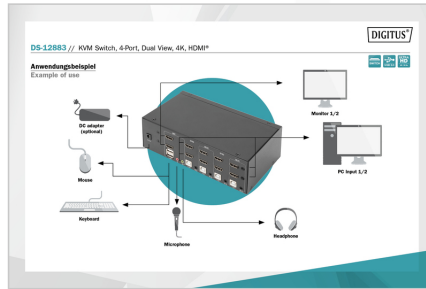 DIGITUS®
DS-12883 // KVM Switch, 4-Port, Dual View, 4K, HDMI®
Anwendungsbeispiel
Example of use
Monitor 1/2
DC adapter
(optional)
PC Input 1/2
Mouse
Keyboard
Microphone
Headphone